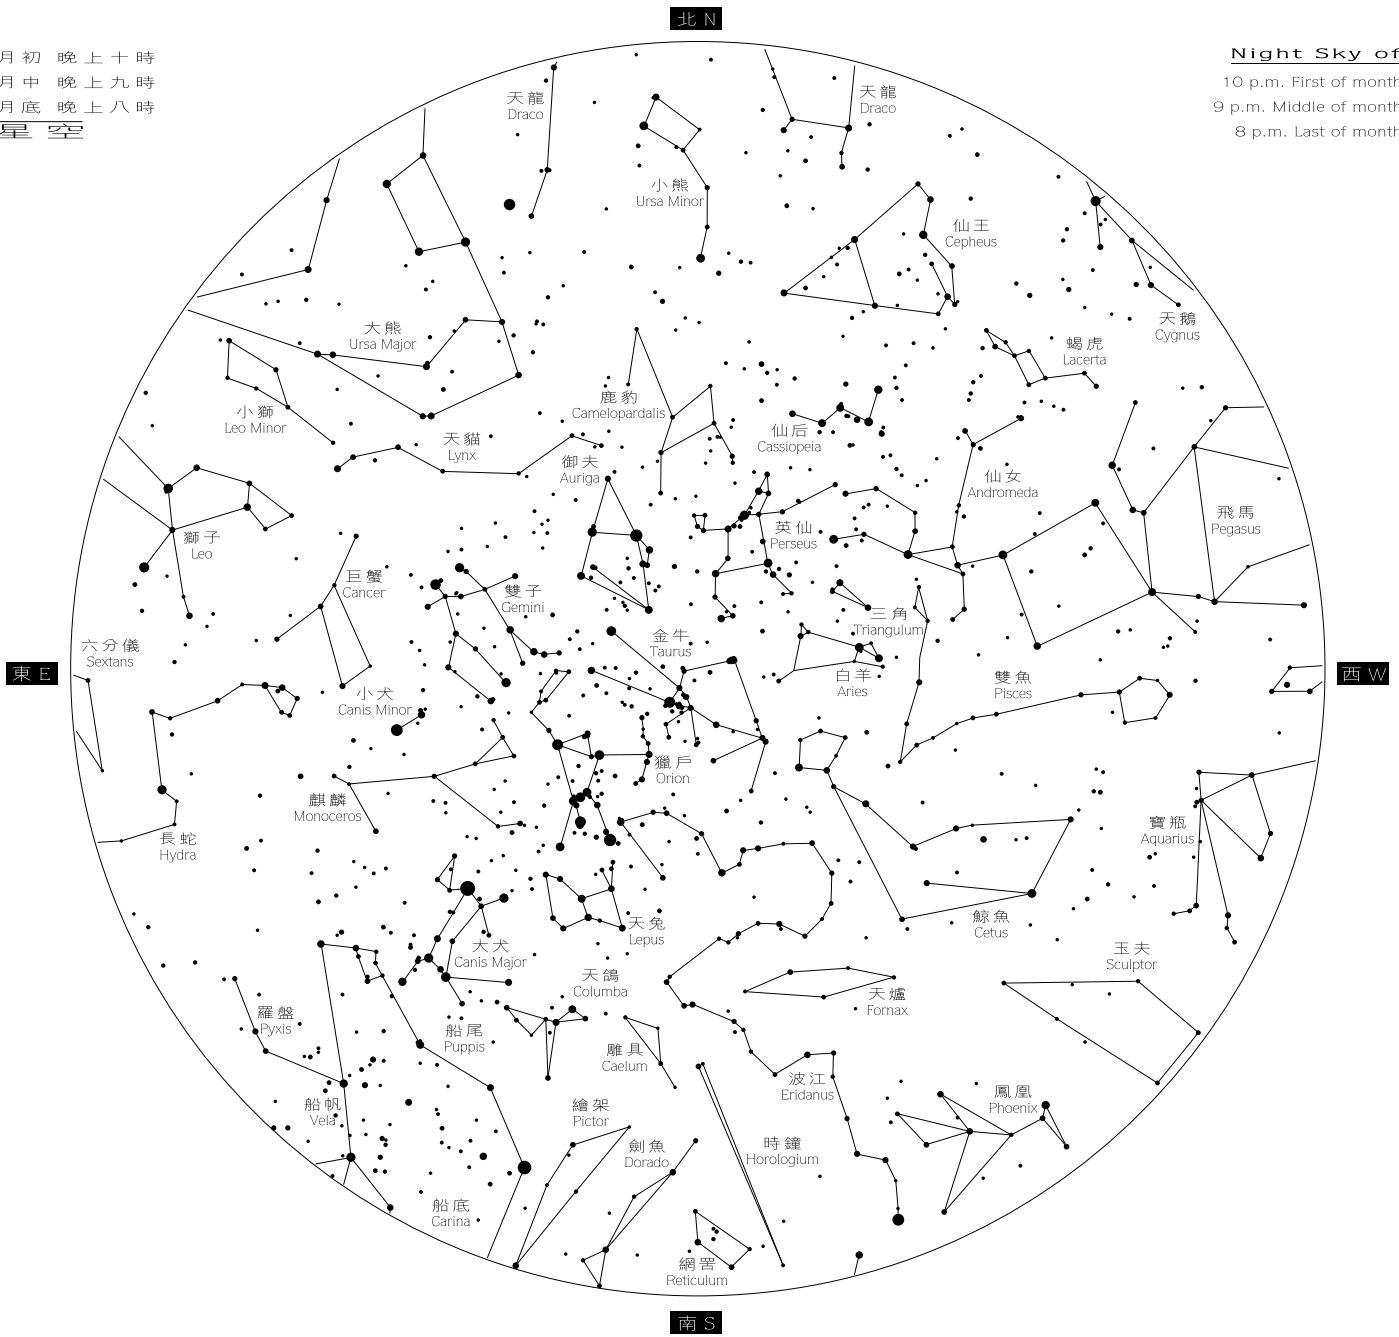 北 N
月初 晚上十時
月中 晚上九時
月底 晚上八時
星空
Night Sky of
10 p.m. First of month
9 p.m. Middle of month
8 p.m. Last of month
天龍
Draco
天龍
Draco
小熊
Ursa Minor
仙王
Cepheus
天鵝
Cygnus
大熊
Ursa Major
蝎虎
Lacerta
小獅
Leo Minor
鹿豹
Camelopardalis
仙后
Cassiopeia
天貓
Lynx
御夫
Auriga
仙女
Andromeda
飛馬
Pegasus
英仙
Perseus
獅子
Leo
巨蟹
Cancer
雙子
Gemini
三角
Triangulum
六分儀
Sextans
金牛
Taurus
白羊
Aries
雙魚
Pisces
東 E
西 W
小犬
Canis Minor
獵戶
Orion
麒麟
Monoceros
寶瓶
Aquarius
長蛇
Hydra
天兔
Lepus
鯨魚
Cetus
大犬
Canis Major
玉夫
Sculptor
天鴿
Columba
天爐
Fornax
羅盤
Pyxis
船尾
Puppis
雕具
Caelum
波江
Eridanus
鳳凰
Phoenix
船帆
Vela
繪架
Pictor
劍魚
Dorado
時鐘
Horologium
船底
Carina
網罟
Reticulum
南 S